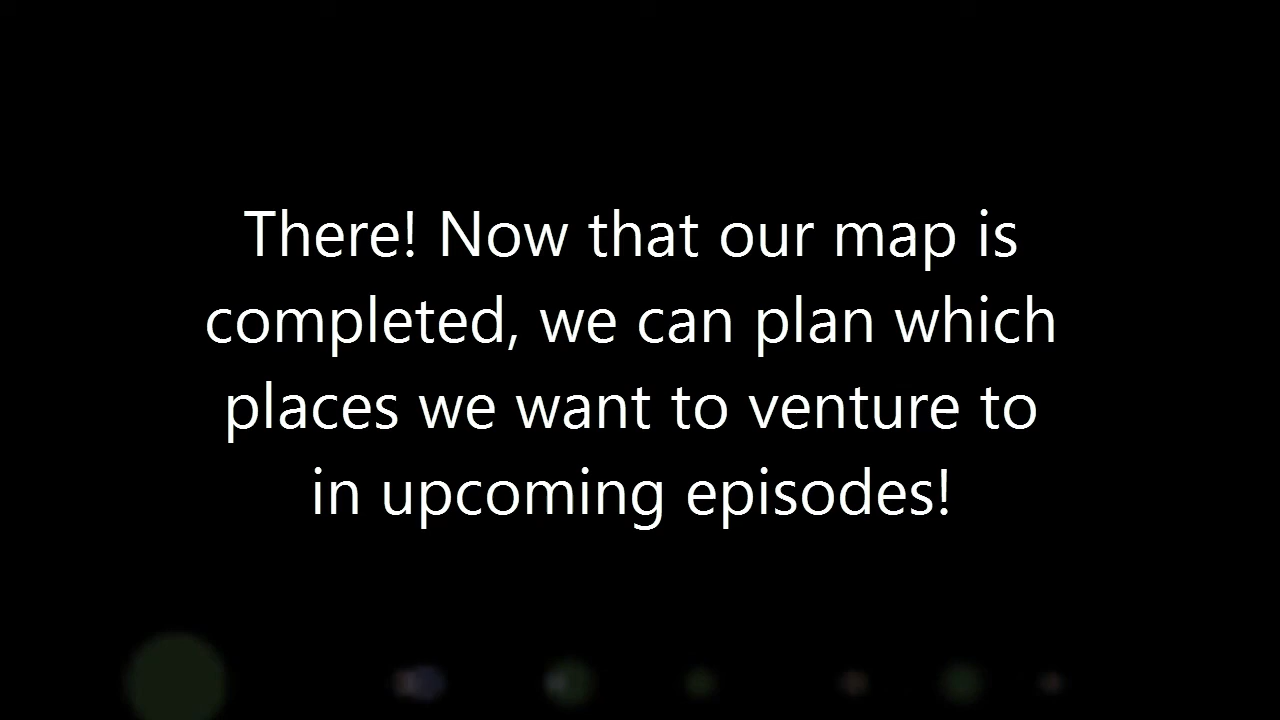 There! Now that our map is
completed, we can plan which
places we want to venture to
in upcoming episodes!